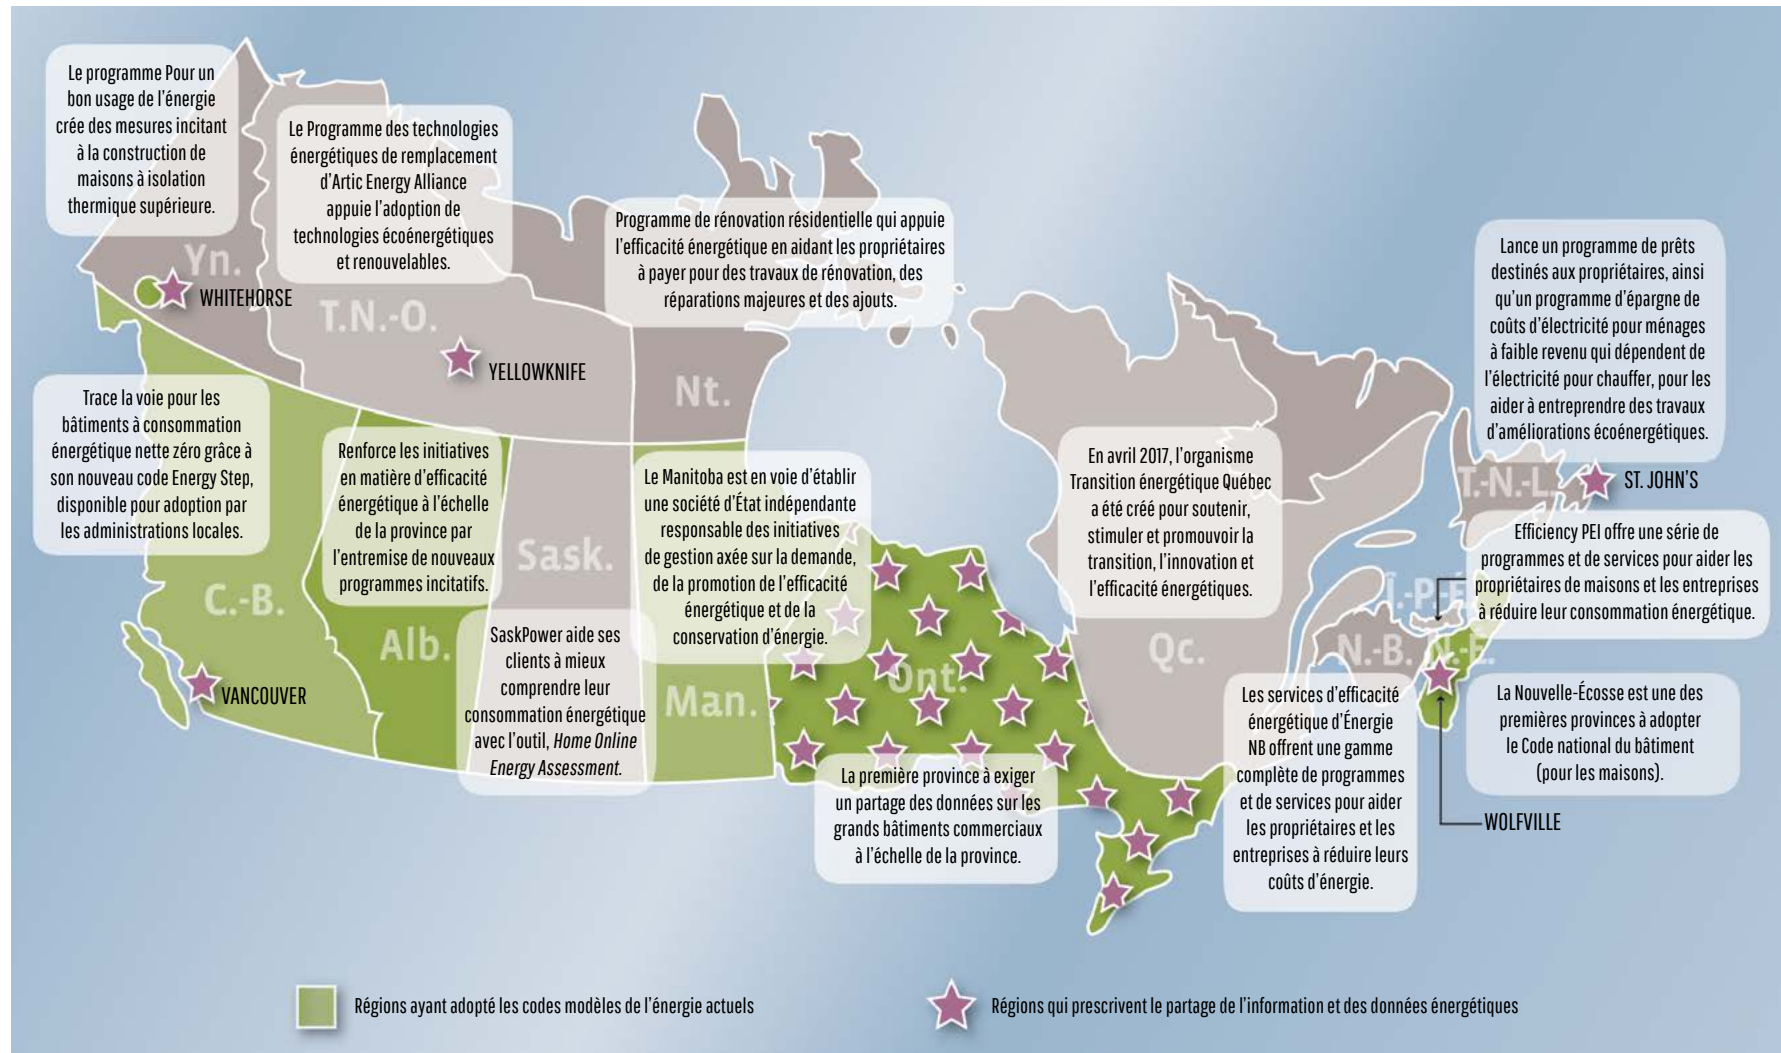 Le programme Pour un
bon usage de l'énergie
crée des mesures incitant
à la construction de
maisons à isolation
thermique supérieure.
Yn.
WHITEHORSE
Le Programme des technologies
énergétiques de remplacement
d'Artic Energy Alliance
appuie l'adoption de
technologies écoénergétiques
et renouvelables.
T.N.-O.
YELLOWKNIFE
Programme de rénovation résidentielle qui appuie
l'efficacité énergétique en aidant les propriétaires
à payer pour des travaux de rénovation, des
réparations majeures et des ajouts.
Nt.
Lance un programme de prêts
destinés aux propriétaires, ainsi
qu'un programme d'épargne de
coûts d'électricité pour ménages
à faible revenu qui dépendent de
l'électricité pour chauffer, pour les
aider à entreprendre des travaux
d'améliorations écoénergétiques.
T.-N.-L.
ST. JOHN'S
Trace la voie pour les
bâtiments à consommation
énergétique nette zéro grâce à
son nouveau code Energy Step,
disponible pour adoption par
les administrations locales.
C.-B.
VANCOUVER
Renforce les initiatives
en matière d'efficacité
énergétique à l'échelle
de la province par
l'entremise de nouveaux
programmes incitatifs.
Alb.
Sask.
SaskPower aide ses
clients à mieux
comprendre leur
consommation énergétique
avec l'outil, Home Online
Energy Assessment.
Le Manitoba est en voie d'établir
une société d'État indépendante
responsable des initiatives
de gestion axée sur la demande,
de la promotion de l'efficacité
énergétique et de la
conservation d'énergie.
Man.
Ont.
La première province à exiger
un partage des données sur les
grands bâtiments commerciaux
à l'échelle de la province.
En avril 2017, l'organisme
Transition énergétique Québec
a été créé pour soutenir,
stimuler et promouvoir la
transition, l'innovation et
l'efficacité énergétiques.
Qc.
Efficiency PEI offre une série de
programmes et de services pour aider les
propriétaires de maisons et les entreprises
à réduire leur consommation énergétique.
Î.-P.-É.
N.-B.
N.-É.
Les services d'efficacité
énergétique d'Énergie
NB offrent une gamme
complète de programmes
et de services pour aider
les propriétaires et les
entreprises à réduire leurs
coûts d'énergie.
La Nouvelle-Écosse est une des
premières provinces à adopter
le Code national du bâtiment
(pour les maisons).
WOLFVILLE
Régions ayant adopté les codes modèles de l'énergie actuels
Régions qui prescrivent le partage de l'information et des données énergétiques